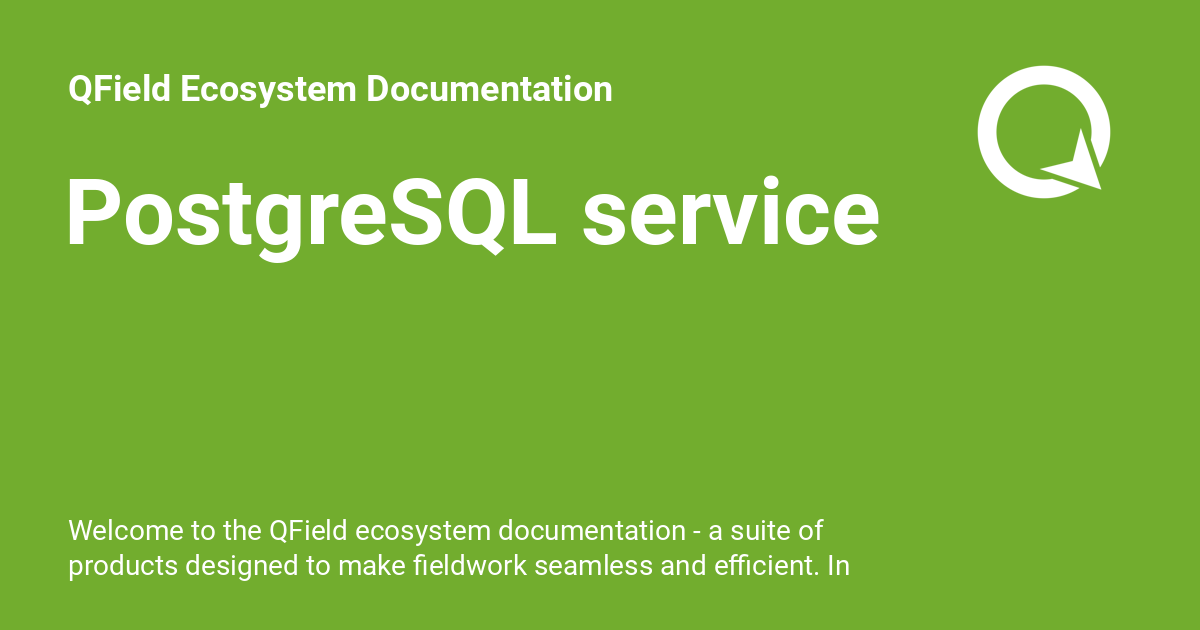 QField Ecosystem Documentation
PostgreSQL service
Welcome to the QField ecosystem documentation - a suite of
products designed to make fieldwork seamless and efficient. In